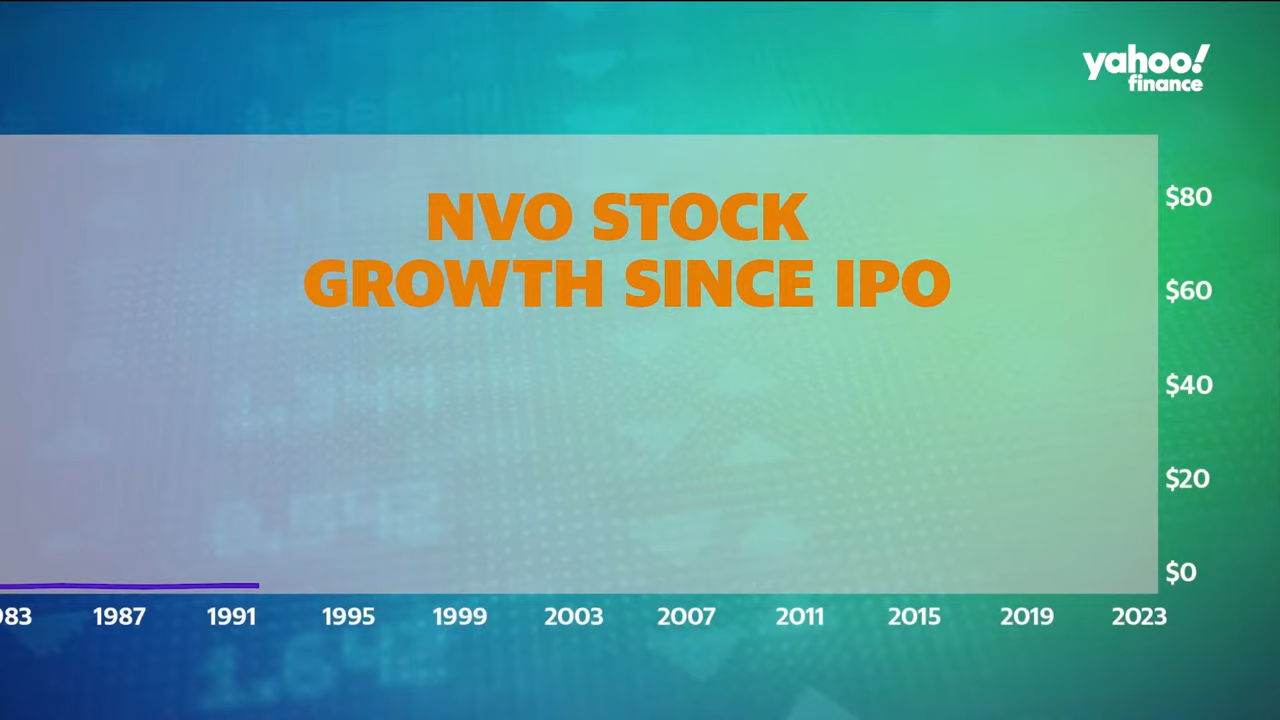 yahoo!
finance
NVO STOCK
GROWTH SINCE IPO
$80
$60
$40
$20
$0
983 1987 1991 1995 1999 2003 2007 2011 2015 2019 2023